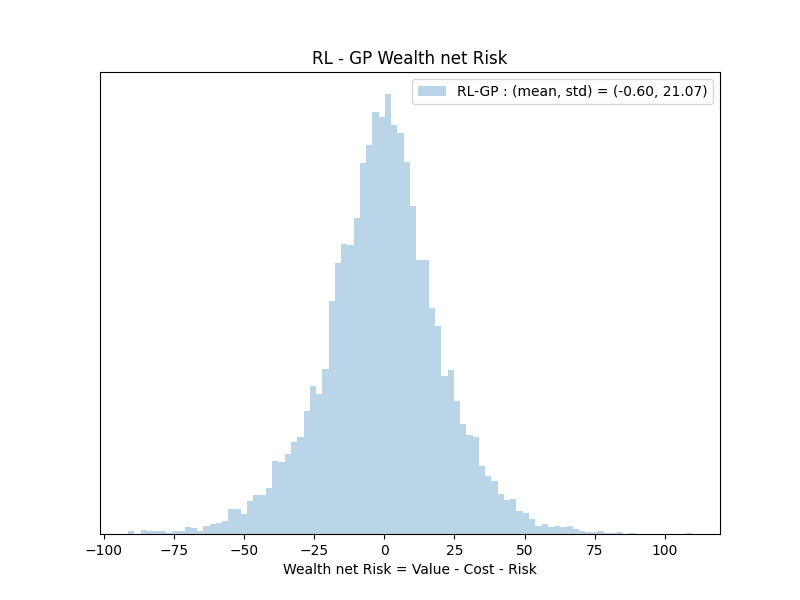 RL - GP Wealth net Risk
RL-GP : (mean, std) = (-0.60, 21.07)
−100 −75 −50 −25 0 25 50 75 100
Wealth net Risk = Value - Cost - Risk